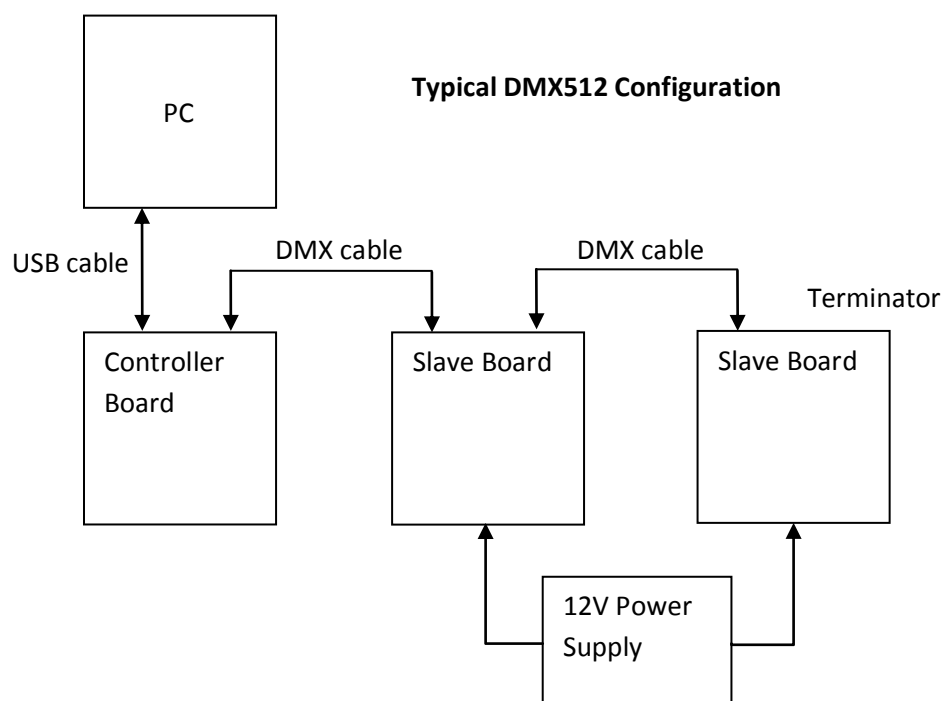 Typical DMX512 Configuration
PC
USB cable
DMX cable
DMX cable
Terminator
Controller
Board
Slave Board
Slave Board
12V Power
Supply